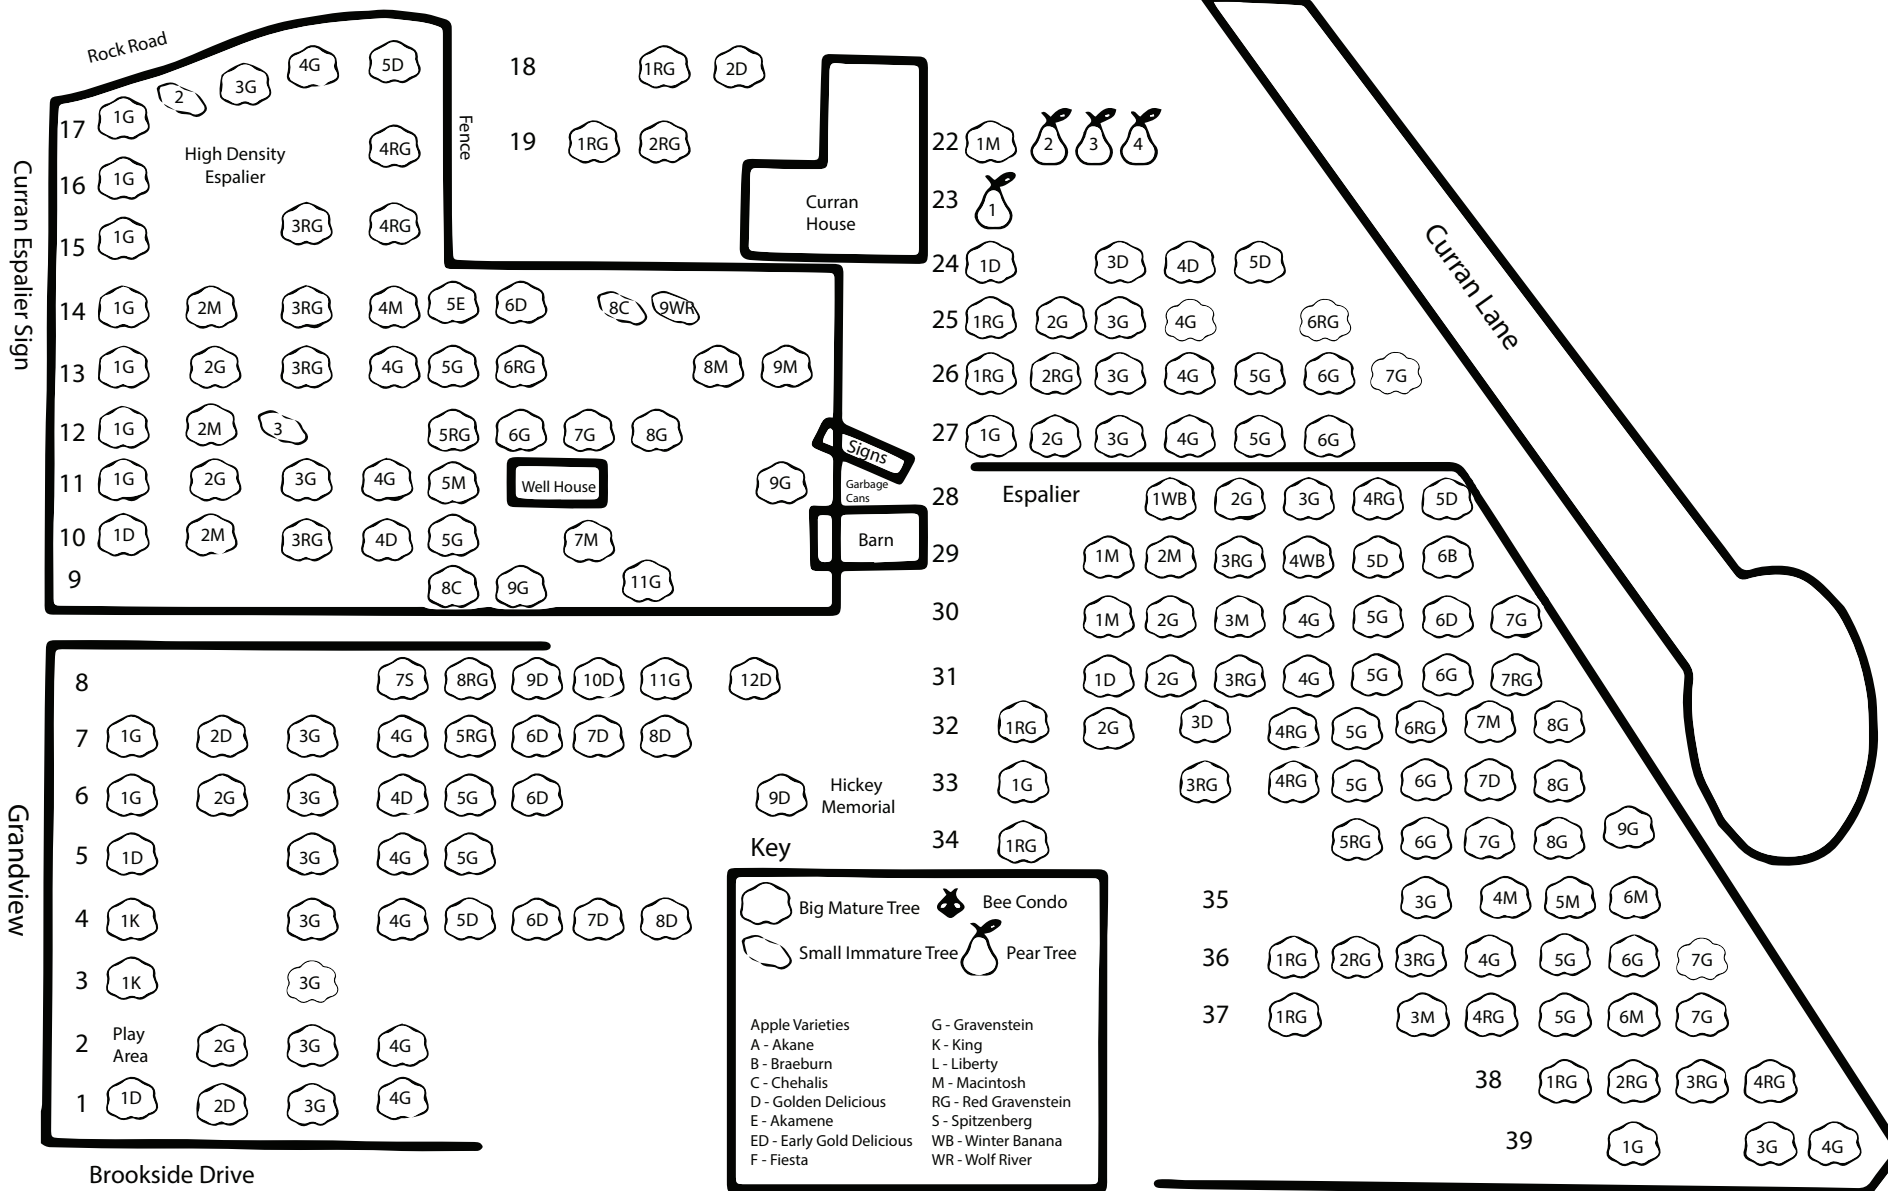 Rock Road
Curran Espalier Sign
Fence
High Density
Espalier
17 1G 2 3G 4G 5D
16 1G 4RG
15 1G 3RG 4RG
14 1G 2M 3RG 4M 5E 6D 8C 9WR
13 1G 2G 3RG 4G 5G 6RG 8M 9M
12 1G 2M 3 5RG 6G 7G 8G
11 1G 2G 3G 4G 5M Well House 9G
10 1D 2M 3RG 4D 5G 7M
9 8C 9G 11G
18 1RG 2D
19 1RG 2RG
Curran
House
Signs
Garbage
Cans
Barn
Grandview
8 7S 8RG 9D 10D 11G 12D
7 1G 2D 3G 4G 5RG 6D 7D 8D
6 1G 2G 3G 4D 5G 6D 9D
Hickey
Memorial
5 1D 3G 4G 5G
4 1K 3G 4G 5D 6D 7D 8D
3 1K 3G
2 Play
Area
2G 3G 4G
1 1D 2D 3G 4G
Brookside Drive
22 1M 2 3 4
23 1
24 1D 3D 4D 5D
25 1RG 2G 3G 4G 6RG
26 1RG 2RG 3G 4G 5G 6G 7G
27 1G 2G 3G 4G 5G 6G
Curran Lane
28 Espalier 1WB 2G 3G 4RG 5D
29 1M 2M 3RG 4WB 5D 6B
30 1M 2G 3M 4G 5G 6D 7G
31 1D 2G 3RG 4G 5G 6G 7RG
32 1RG 2G 3D 4RG 5G 6RG 7M 8G
33 1G 3RG 4RG 5G 6G 7D 8G
34 1RG 5RG 6G 7G 8G 9G
35 3G 4M 5M 6M
36 1RG 2RG 3RG 4G 5G 6G 7G
37 1RG 3M 4RG 5G 6M 7G
38 1RG 2RG 3RG 4RG
39 1G 3G 4G
Key
Big Mature Tree
Bee Condo
Small Immature Tree
Pear Tree
Apple Varieties
A - Akane
B - Braeburn
C - Chehalis
D - Golden Delicious
E - Akamene
ED - Early Gold Delicious
F - Fiesta
G - Gravenstein
K - King
L - Liberty
M - Macintosh
RG - Red Gravenstein
S - Spitzenberg
WB - Winter Banana
WR - Wolf River